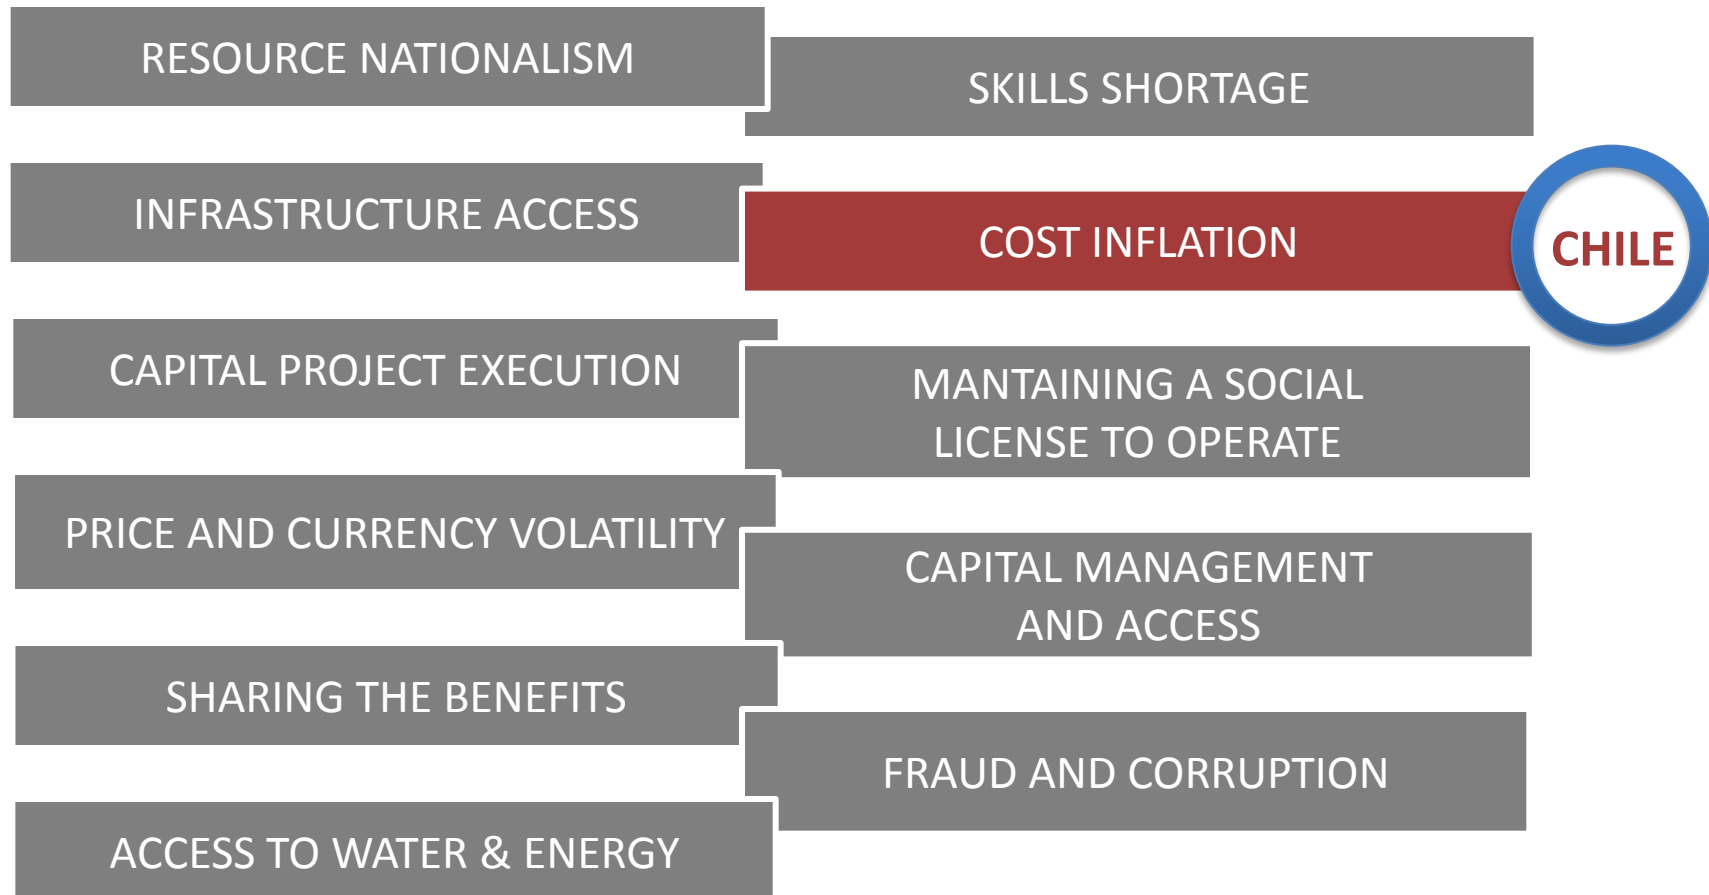 RESOURCE NATIONALISM
SKILLS SHORTAGE
INFRASTRUCTURE ACCESS
COST INFLATION
CHILE
CAPITAL PROJECT EXECUTION
MANTAINING A SOCIAL
LICENSE TO OPERATE
PRICE AND CURRENCY VOLATILITY
CAPITAL MANAGEMENT
AND ACCESS
SHARING THE BENEFITS
FRAUD AND CORRUPTION
ACCESS TO WATER & ENERGY